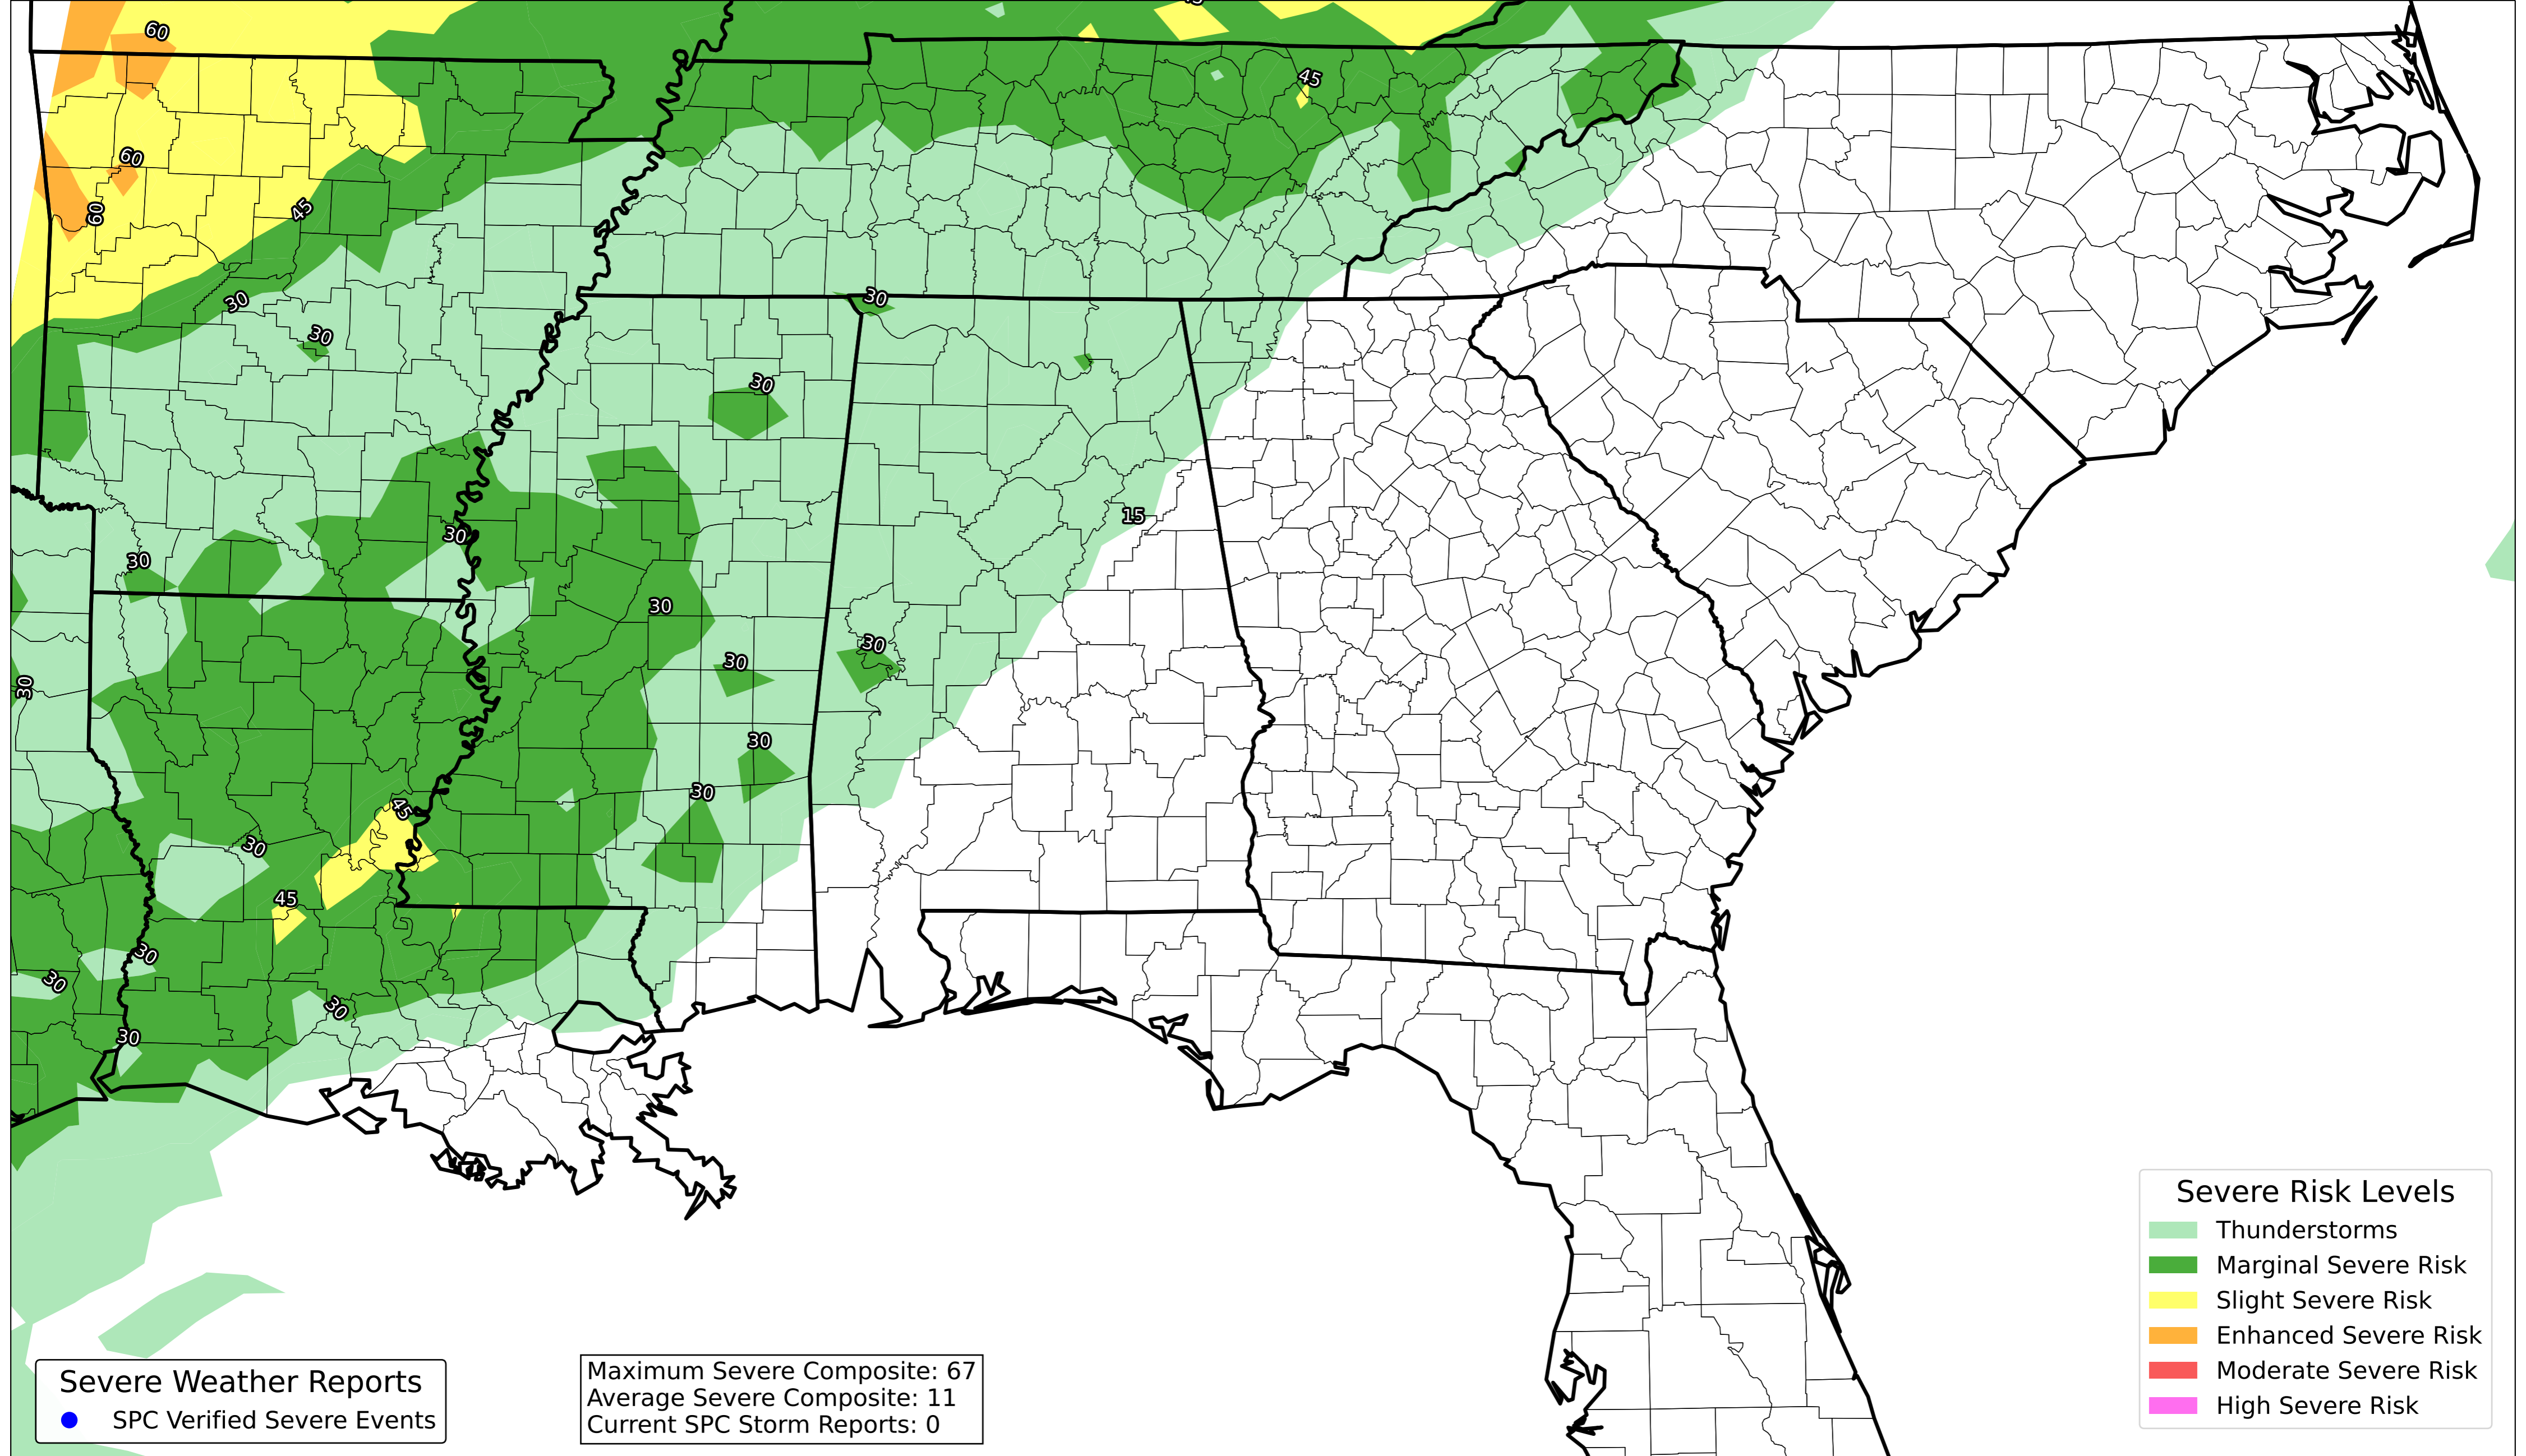 45
60
45
60
60
45
30
30
30
30
15
30
30
30
30
30
30
30
30
30
45
30
45
30
30
30
30
Severe Risk Levels
Thunderstorms
Marginal Severe Risk
Slight Severe Risk
Enhanced Severe Risk
Moderate Severe Risk
High Severe Risk
Severe Weather Reports
SPC Verified Severe Events
Maximum Severe Composite: 67
Average Severe Composite: 11
Current SPC Storm Reports: 0